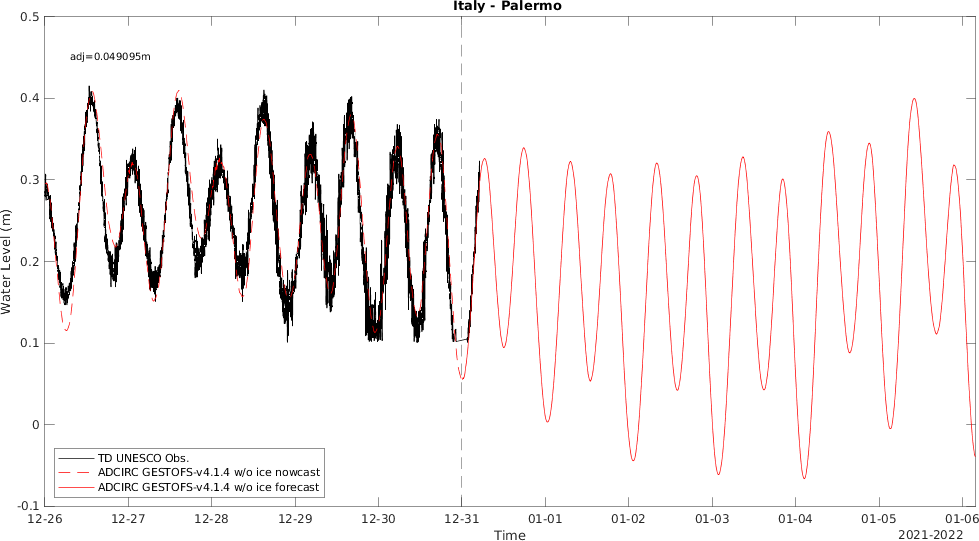 Italy - Palermo
0.5
adj=0.049095m
0.4
0.3
0.2
0.1
0
-0.1
Water Level (m)
TD UNESCO Obs.
ADCIRC GESTOFS-v4.1.4 w/o ice nowcast
ADCIRC GESTOFS-v4.1.4 w/o ice forecast
12-26 12-27 12-28 12-29 12-30 12-31 01-01 01-02 01-03 01-04 01-05 01-06
Time
2021-2022